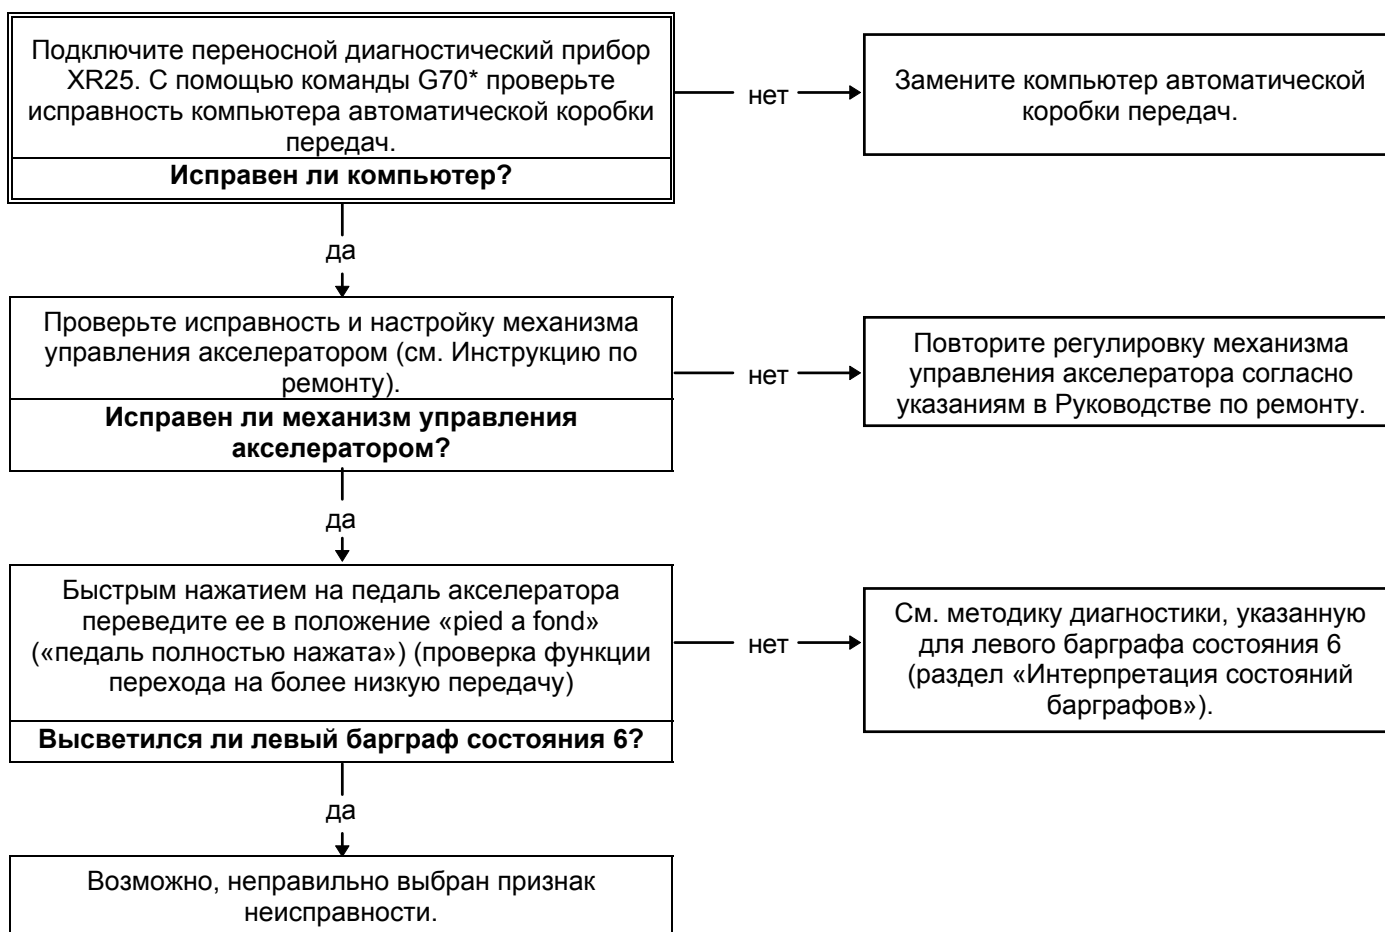 Подключите переносной диагностический прибор
XR25. С помощью команды G70* проверьте
исправность компьютера автоматической коробки
передач.
Исправен ли компьютер?
нет
Замените компьютер автоматической
коробки передач.
да
Проверьте исправность и настройку механизма
управления акселератором (см. Инструкцию по
ремонту).
Исправен ли механизм управления
акселератором?
нет
Повторите регулировку механизма
управления акселератора согласно
указаниям в Руководстве по ремонту.
да
Быстрым нажатием на педаль акселератора
переведите ее в положение «pied a fond»
(«педаль полностью нажата») (проверка функции
перехода на более низкую передачу)
Высветился ли левый барграф состояния 6?
нет
См. методику диагностики, указанную
для левого барграфа состояния 6
(раздел «Интерпретация состояний
барграфов»).
да
Возможно, неправильно выбран признак
неисправности.